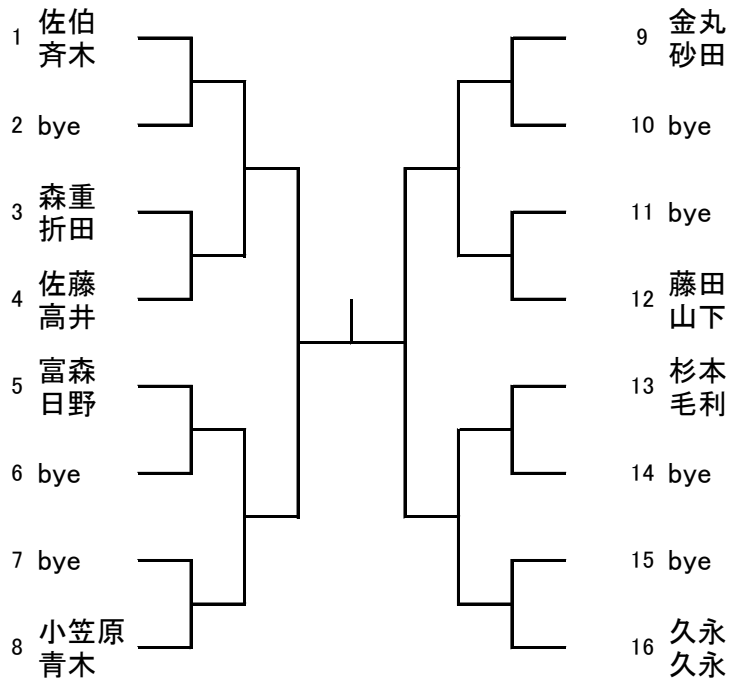 1 佐伯
斉木
2 bye
3 森重
折田
4 佐藤
高井
5 富森
日野
6 bye
7 bye
8 小笠原
青木
9 金丸
砂田
10 bye
11 bye
12 藤田
山下
13 杉本
毛利
14 bye
15 bye
16 久永
久永